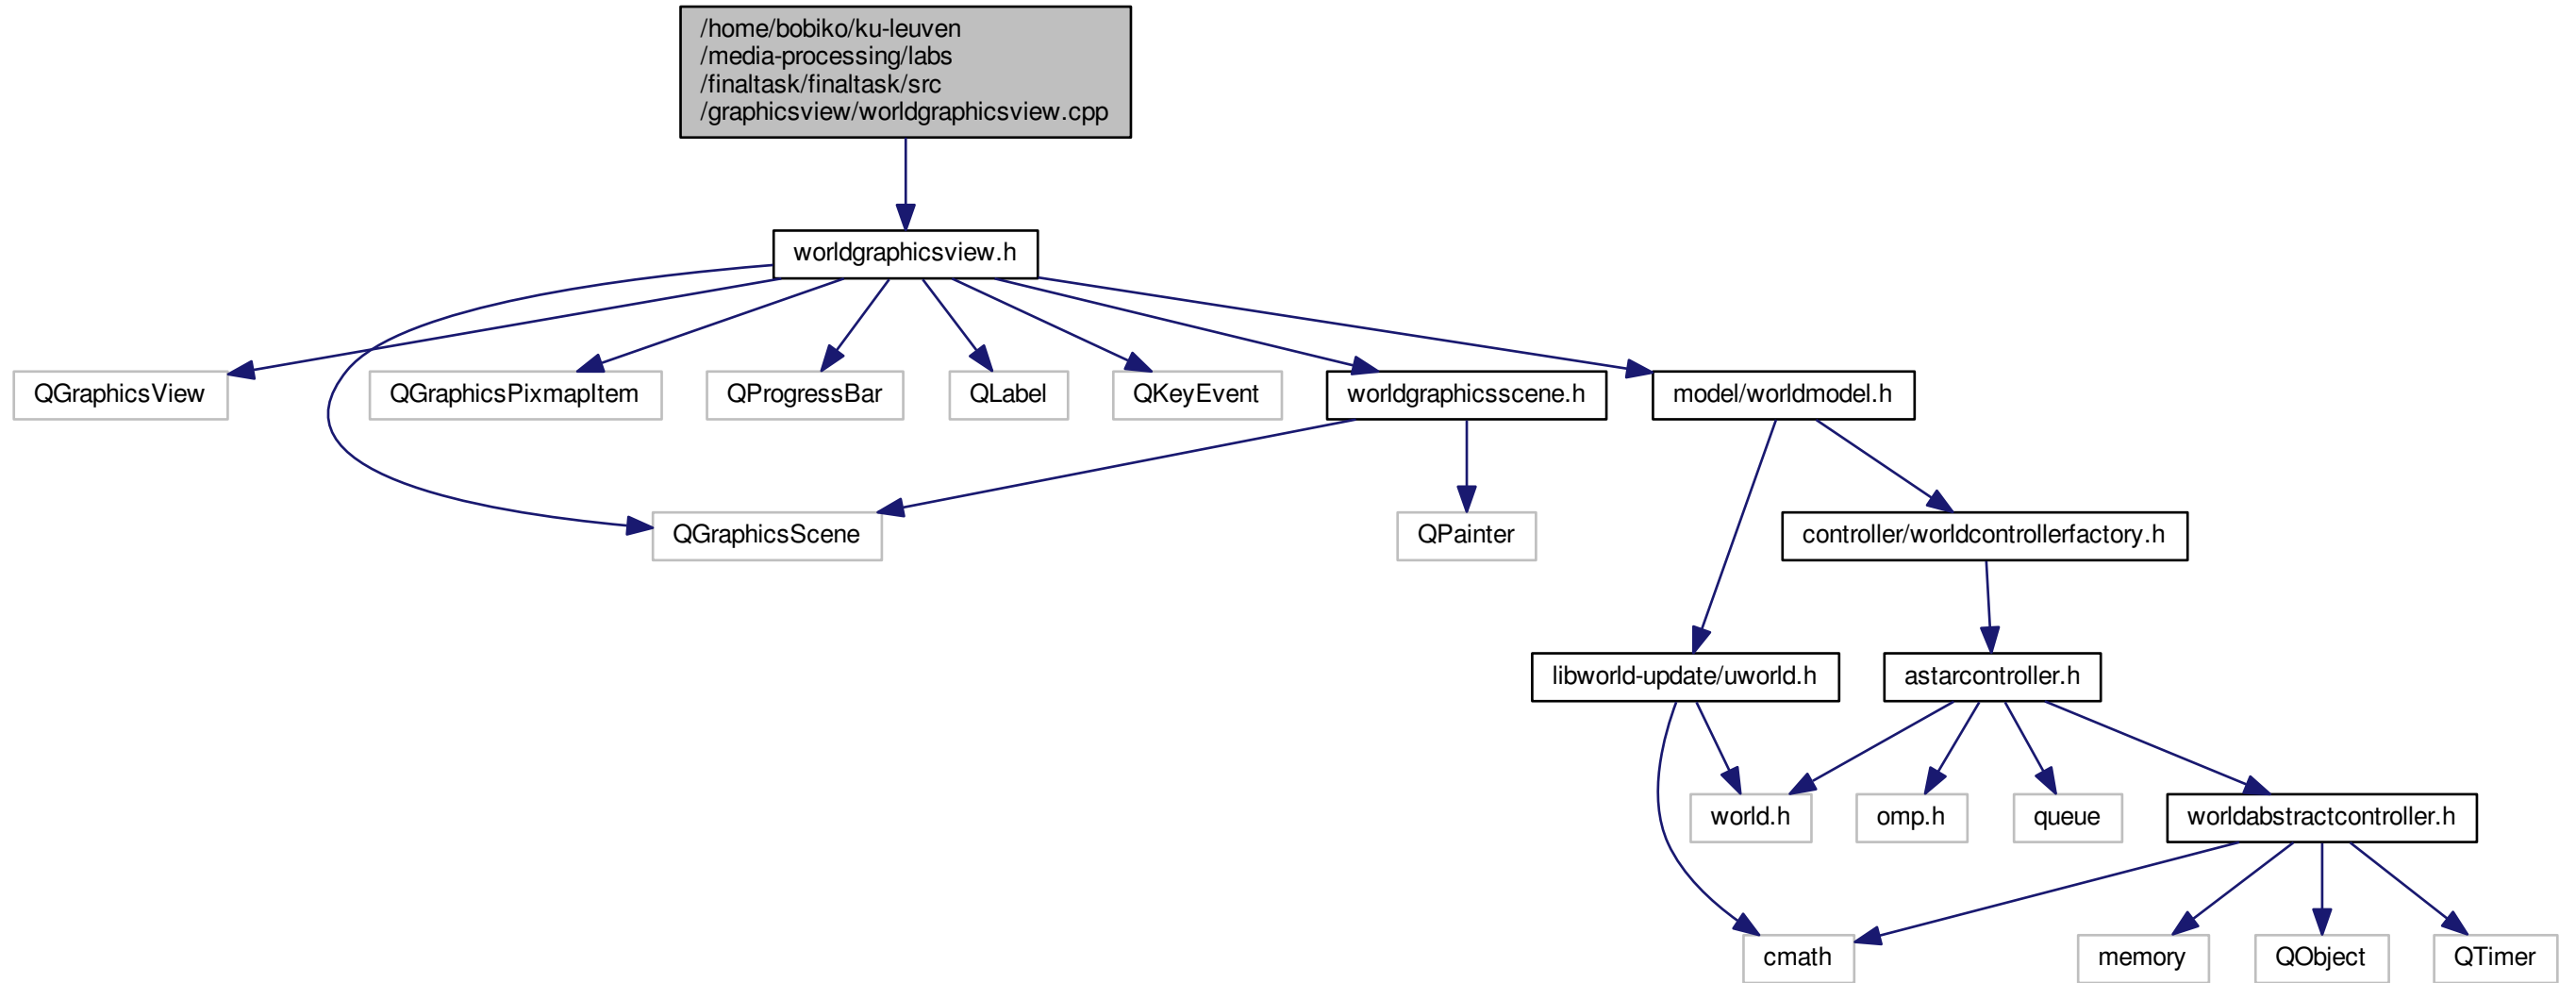 /home/bobiko/ku-leuven
/media-processing/labs
/finaltask/finaltask/src
/graphicsview/worldgraphicsview.cpp
worldgraphicsview.h
QGraphicsView
QGraphicsPixmapItem
QProgressBar
QLabel
QKeyEvent
worldgraphicsscene.h
model/worldmodel.h
QGraphicsScene
QPainter
controller/worldcontrollerfactory.h
libworld-update/uworld.h
astarcontroller.h
world.h
omp.h
queue
worldabstractcontroller.h
cmath
memory
QObject
QTimer